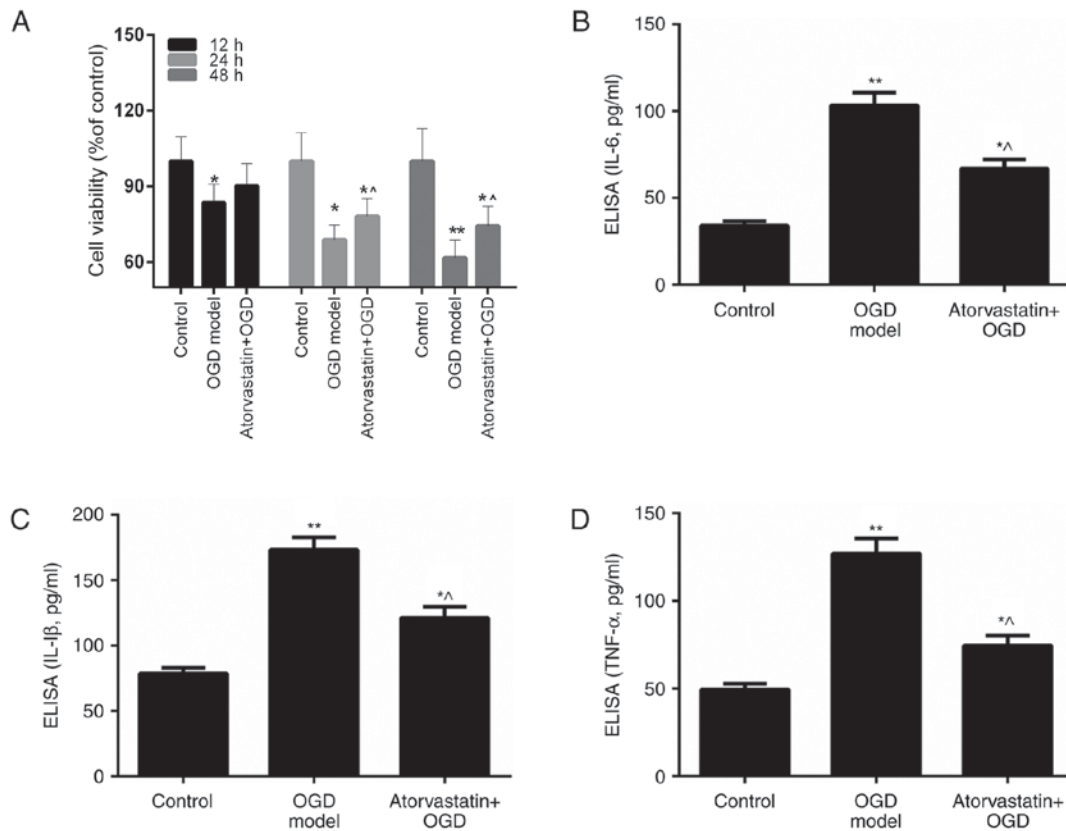 A
150
120
90
60
Cell viability (%of control)
12 h
24 h
48 h
*
*
*^
**
*^
Control
OGD model
Atorvastatin+OGD
Control
OGD model
Atorvastatin+OGD
Control
OGD model
Atorvastatin+OGD
B
150
100
50
0
ELISA (IL-6, pg/ml)
**
*^
Control
OGD
model
Atorvastatin+
OGD
C
200
150
100
50
0
ELISA (IL-Iβ, pg/ml)
**
*^
Control
OGD
model
Atorvastatin+
OGD
D
150
100
50
0
ELISA (TNF-α, pg/ml)
**
*^
Control
OGD
model
Atorvastatin+
OGD